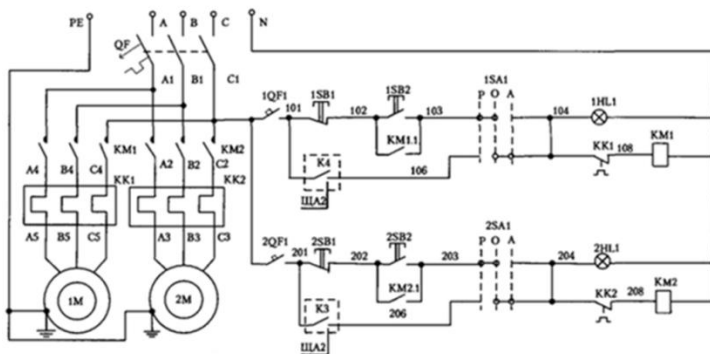 PE A B C N
QF
A1 B1 C1
1QF1 101 1SB1 102 1SB2 103 1SA1 104 1HL1
P O A
KM1.1
KM1 KM2
A4 B4 C4 A2 B2 C2
K4 106 KK1 108 KM1
KK1 KK2
ЩА2
A5 B5 C5 A3 B3 C3
2QF1 201 2SB1 202 2SB2 203 2SA1 204 2HL1
P O A
KM2.1
1M 2M
K3 206 KK2 208 KM2
ЩА2